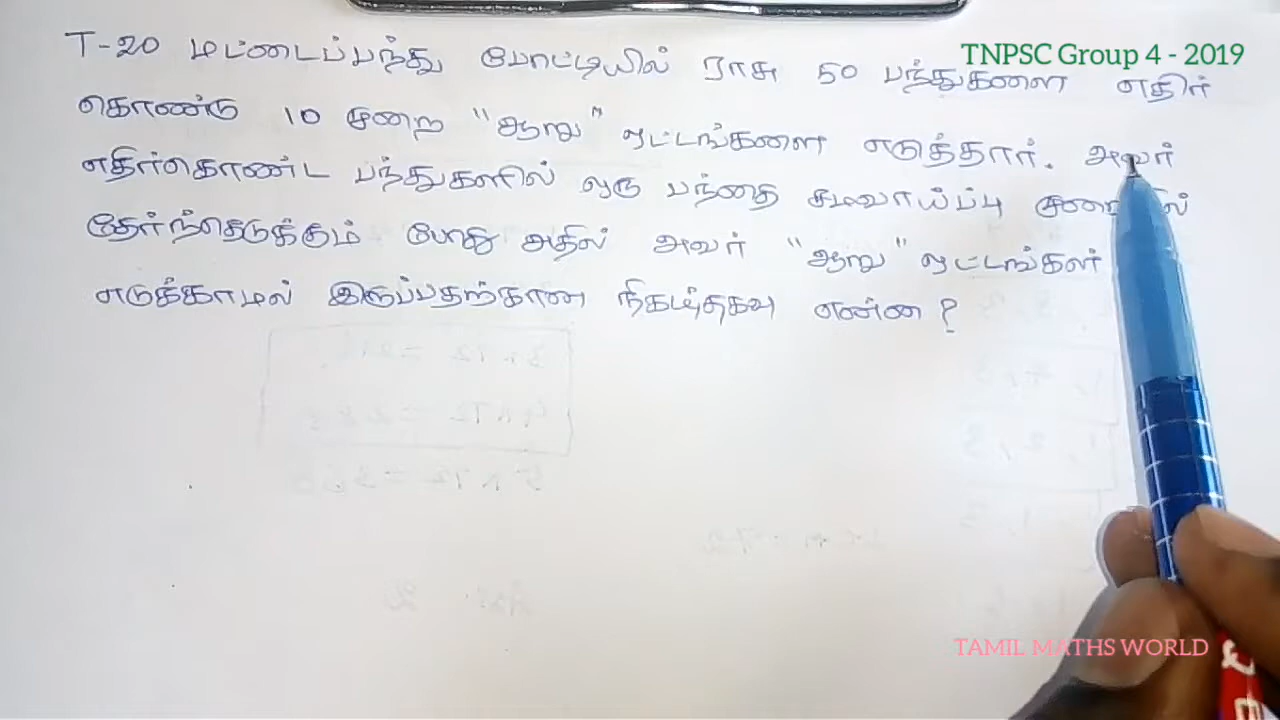 T-20 மட்டைப்பந்து போட்டியில் ராசு 50 பந்துகளை எதிர்
TNPSC Group 4 - 2019
கொண்டு 10 முறை "ஆறு" ஓட்டங்களை எடுத்தார். அவர்
எதிர்கொண்ட பந்துகளில் ஒரு பந்தை சமவாய்ப்பு முறையில்
தேர்ந்தெடுக்கும் போது அதில் அவர் "ஆறு" ஓட்டங்கள்
எடுக்காமல் இருப்பதற்கான நிகழ்தகவு என்ன?
TAMIL MATHS WORLD